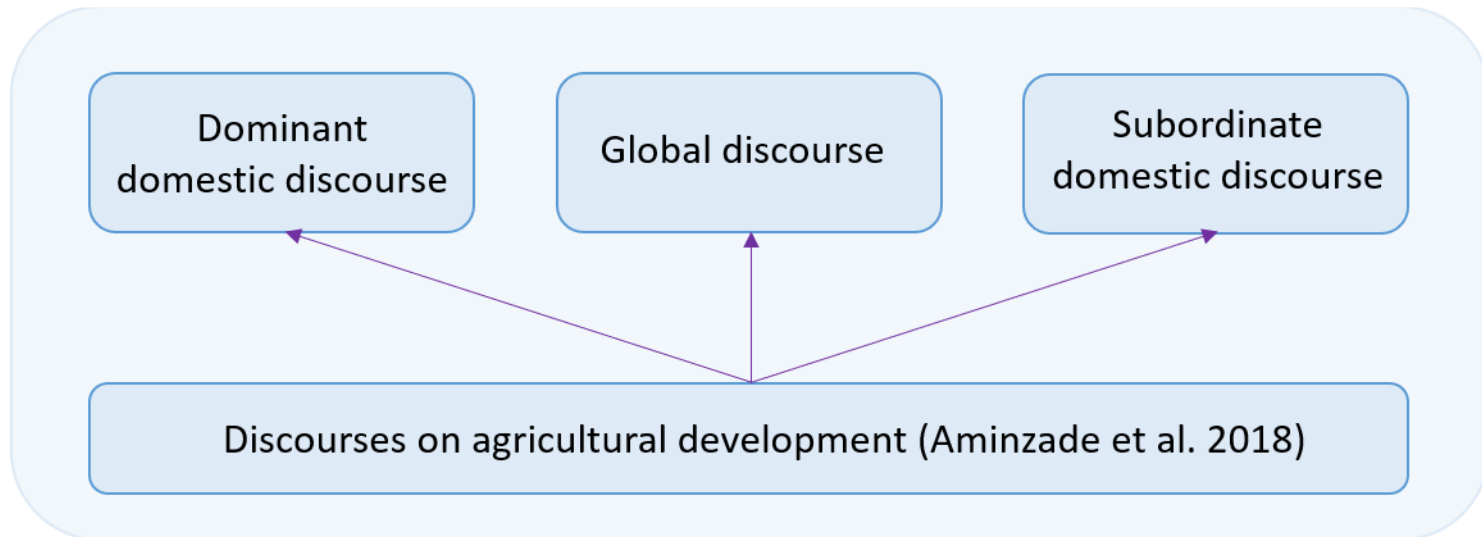 Dominant
domestic discourse
Global discourse
Subordinate
domestic discourse
Discourses on agricultural development (Aminzade et al. 2018)